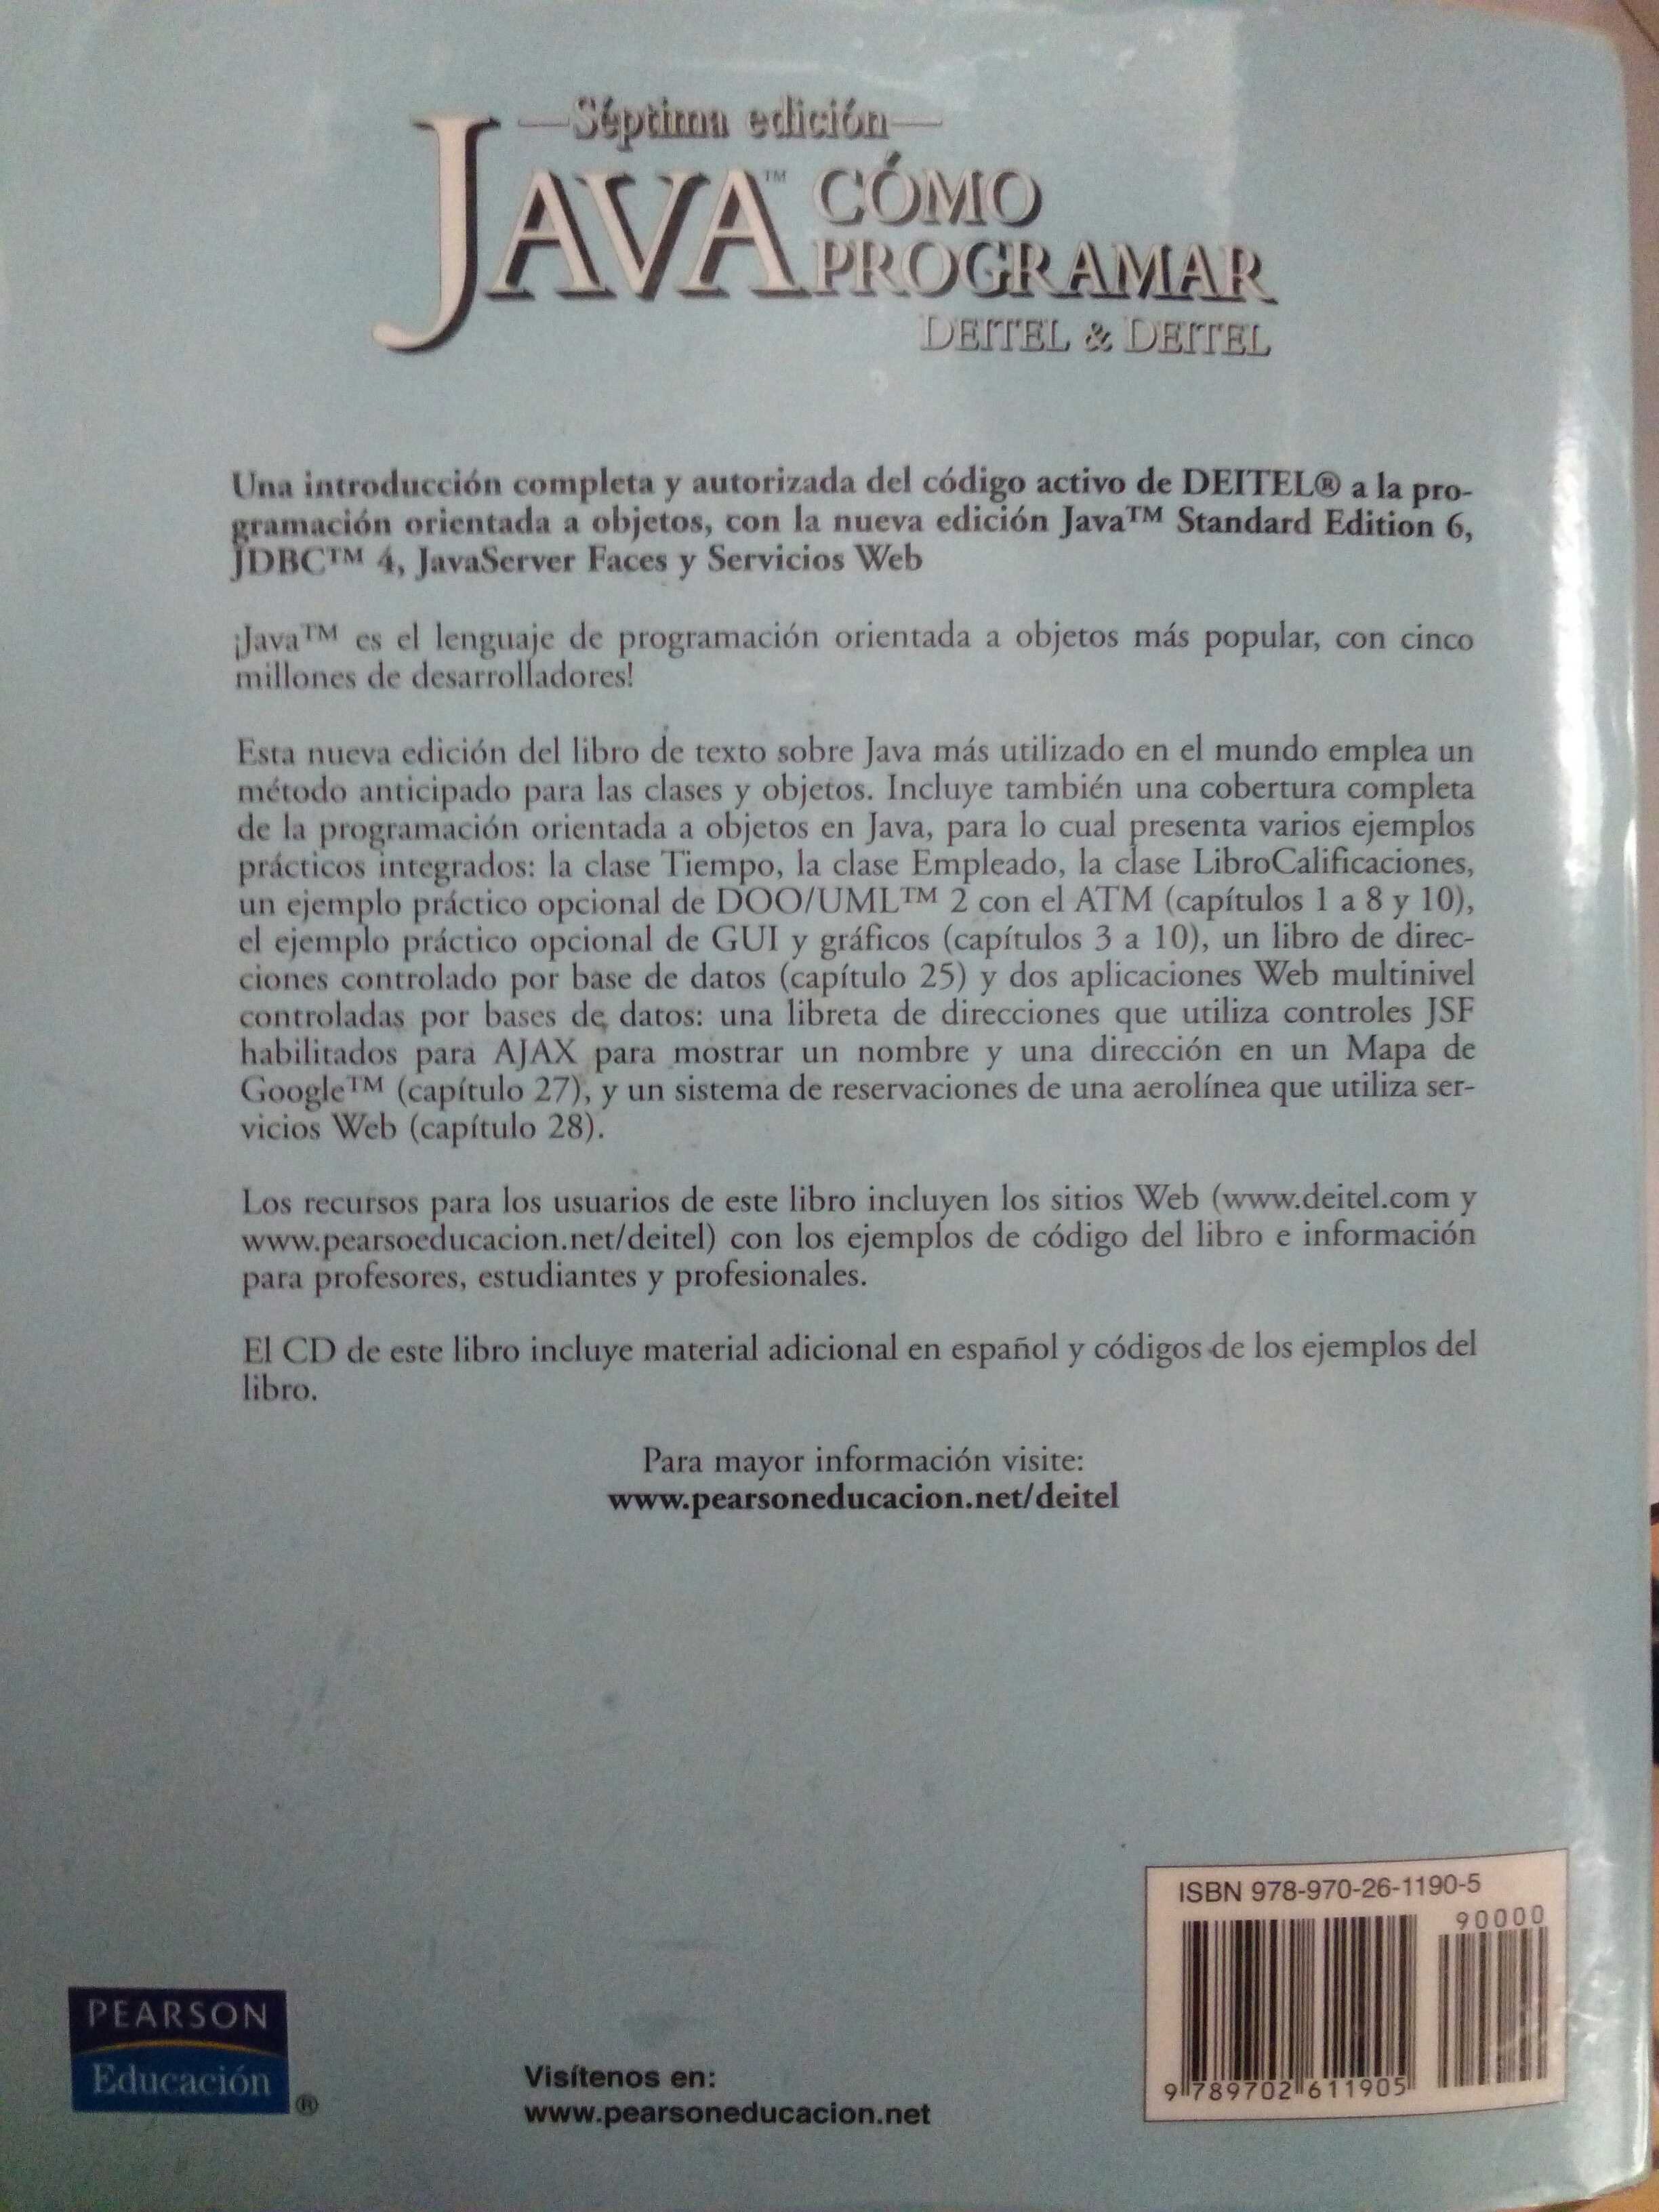 Séptima edición
JAVA™ CÓMO
PROGRAMAR
DEITEL & DEITEL
Una introducción completa y autorizada del código activo de DEITEL® a la pro-
gramación orientada a objetos, con la nueva edición Java™ Standard Edition 6,
JDBC™ 4, JavaServer Faces y Servicios Web
¡Java™ es el lenguaje de programación orientada a objetos más popular, con cinco
millones de desarrolladores!
Esta nueva edición del libro de texto sobre Java más utilizado en el mundo emplea un
método anticipado para las clases y objetos. Incluye también una cobertura completa
de la programación orientada a objetos en Java, para lo cual presenta varios ejemplos
prácticos integrados: la clase Tiempo, la clase Empleado, la clase LibroCalificaciones,
un ejemplo práctico opcional de DOO/UML™ 2 con el ATM (capítulos 1 a 8 y 10),
el ejemplo práctico opcional de GUI y gráficos (capítulos 3 a 10), un libro de direc-
ciones controlado por base de datos (capítulo 25) y dos aplicaciones Web multinivel
controladas por bases de datos: una libreta de direcciones que utiliza controles JSF
habilitados para AJAX para mostrar un nombre y una dirección en un Mapa de
Google™ (capítulo 27), y un sistema de reservaciones de una aerolínea que utiliza ser-
vicios Web (capítulo 28).
Los recursos para los usuarios de este libro incluyen los sitios Web (www.deitel.com y
www.pearsoeducacion.net/deitel) con los ejemplos de código del libro e información
para profesores, estudiantes y profesionales.
El CD de este libro incluye material adicional en español y códigos de los ejemplos del
libro.
Para mayor información visite:
www.pearsoneducacion.net/deitel
ISBN 978-970-26-1190-5
90000
9 789702 611905
PEARSON
Educación
®
Visítenos en:
www.pearsoneducacion.net